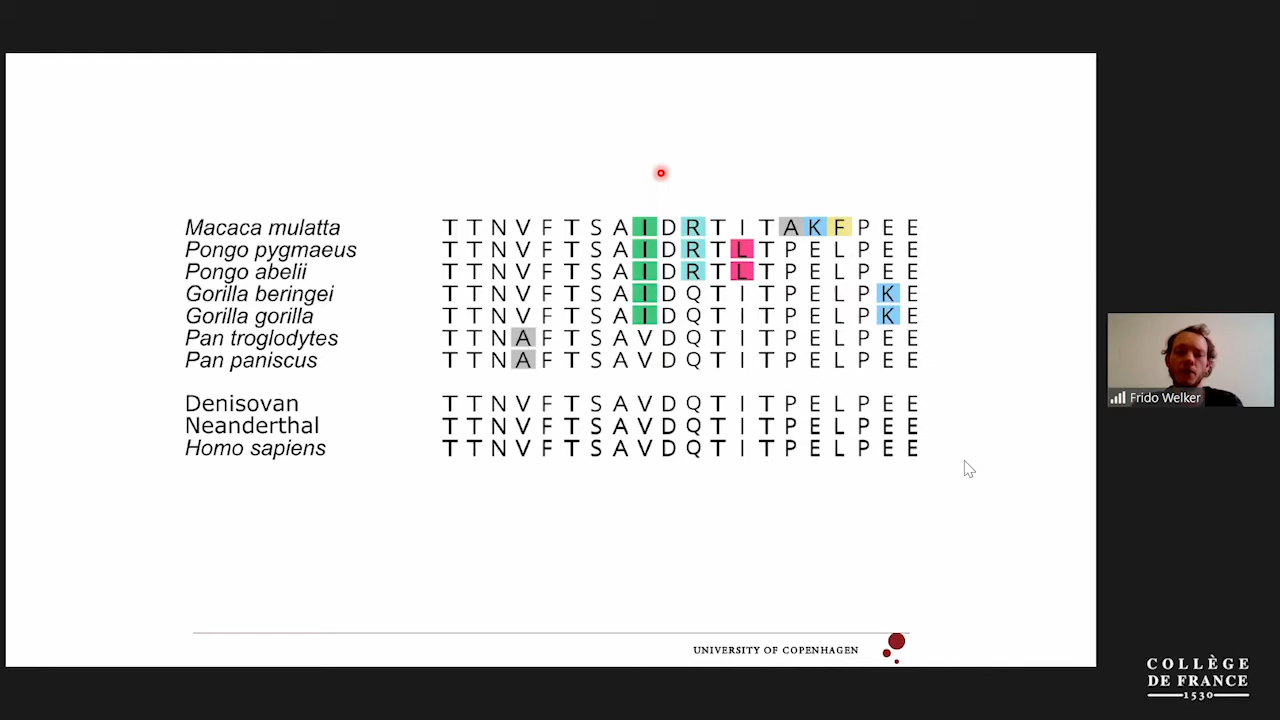 Macaca mulatta T T N V F T S A I D R T I T A K F P E E
Pongo pygmaeus T T N V F T S A I D R T L T P E L P E E
Pongo abelii T T N V F T S A I D R T L T P E L P E E
Gorilla beringei T T N V F T S A I D Q T I T P E L P K E
Gorilla gorilla T T N V F T S A I D Q T I T P E L P K E
Pan troglodytes T T N A F T S A V D Q T I T P E L P E E
Pan paniscus T T N A F T S A V D Q T I T P E L P E E
Denisovan T T N V F T S A V D Q T I T P E L P E E
Neanderthal T T N V F T S A V D Q T I T P E L P E E
Homo sapiens T T N V F T S A V D Q T I T P E L P E E
UNIVERSITY OF COPENHAGEN
Frido Welker
COLLÈGE
DE FRANCE
1530